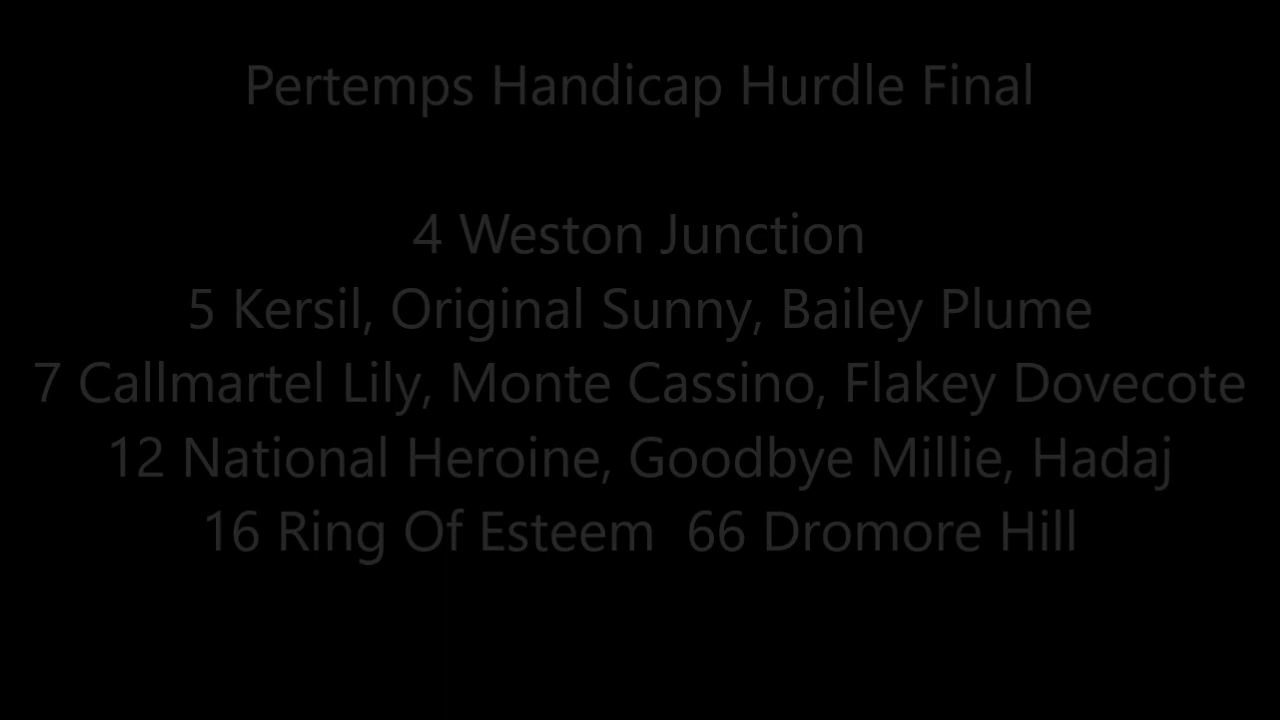 Pertemps Handicap Hurdle Final
4 Weston Junction
5 Kersil, Original Sunny, Bailey Plume
7 Callmartel Lily, Monte Cassino, Flakey Dovecote
12 National Heroine, Goodbye Millie, Hadaj
16 Ring Of Esteem  66 Dromore Hill